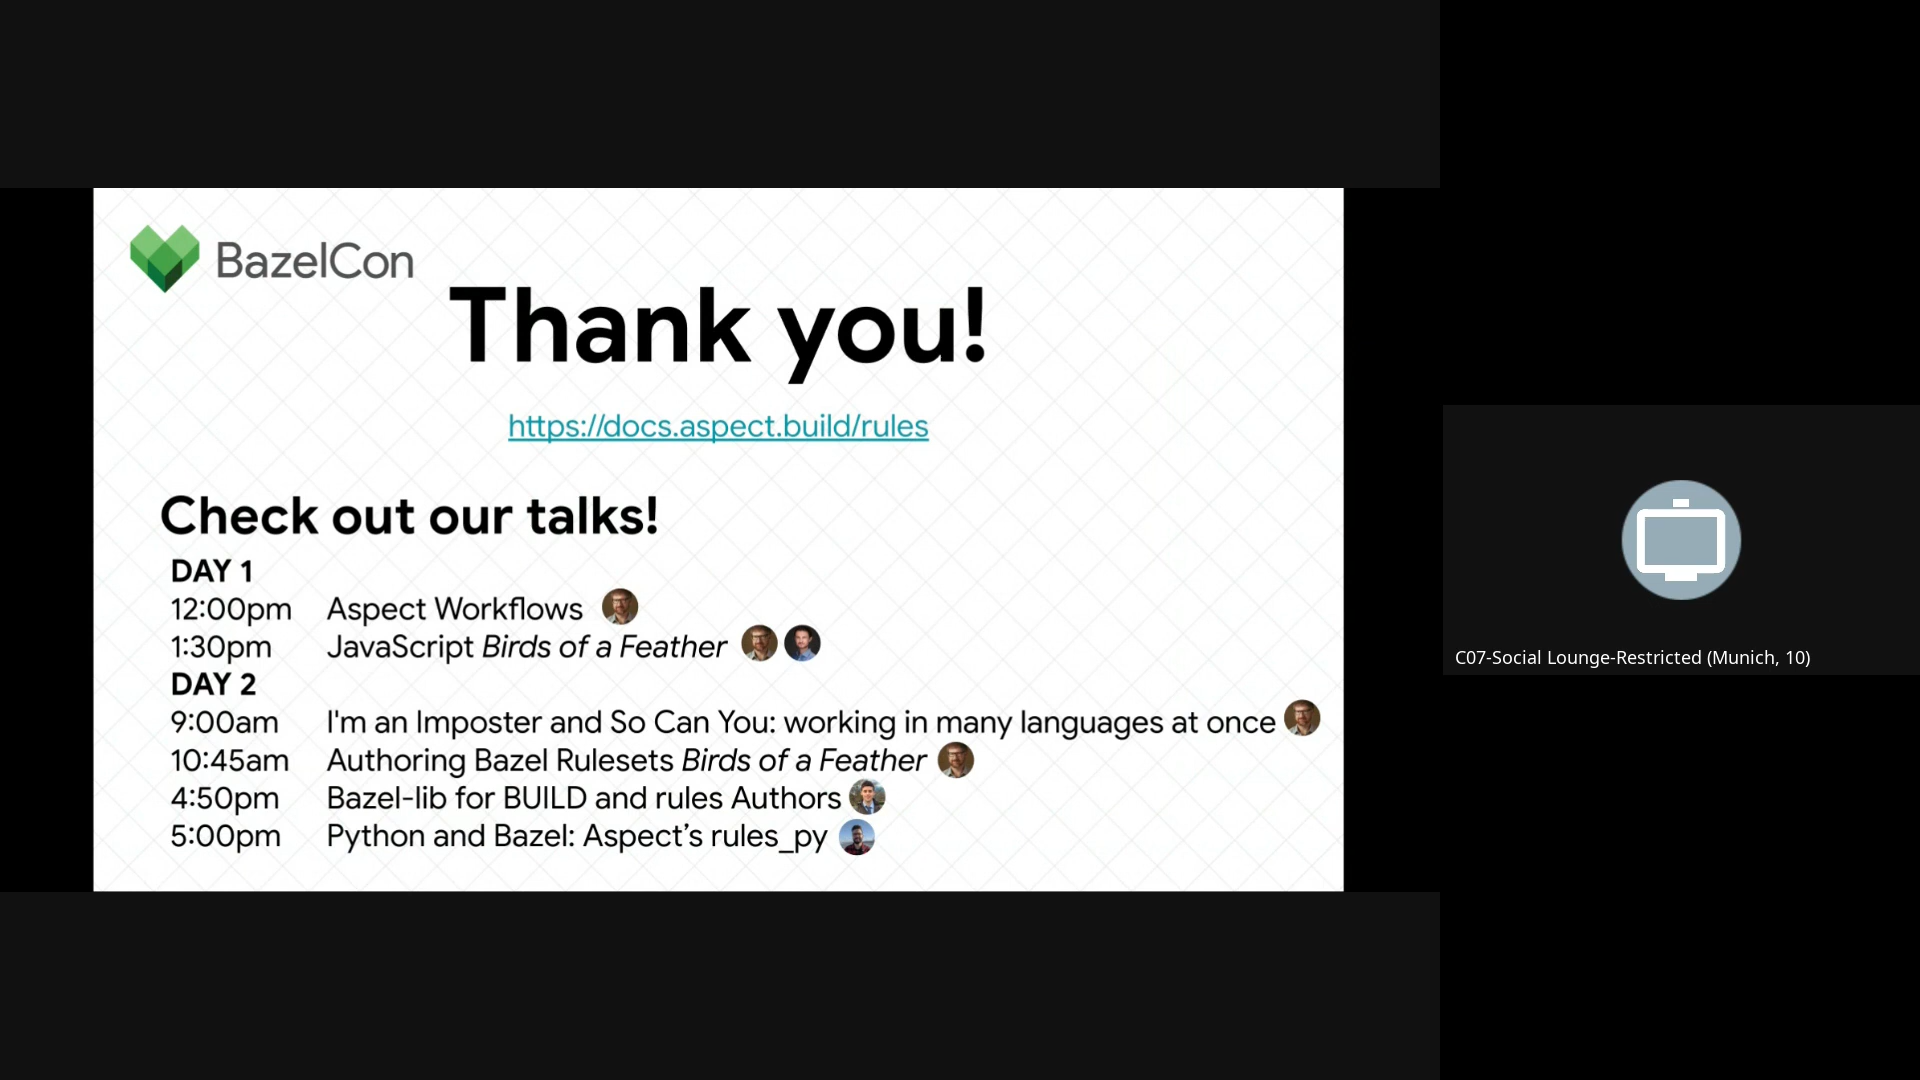 BazelCon
Thank you!
https://docs.aspect.build/rules
Check out our talks!
DAY 1
12:00pm Aspect Workflows
1:30pm JavaScript Birds of a Feather
DAY 2
9:00am I'm an Imposter and So Can You: working in many languages at once
10:45am Authoring Bazel Rulesets Birds of a Feather
4:50pm Bazel-lib for BUILD and rules Authors
5:00pm Python and Bazel: Aspect’s rules_py
C07-Social Lounge-Restricted (Munich, 10)